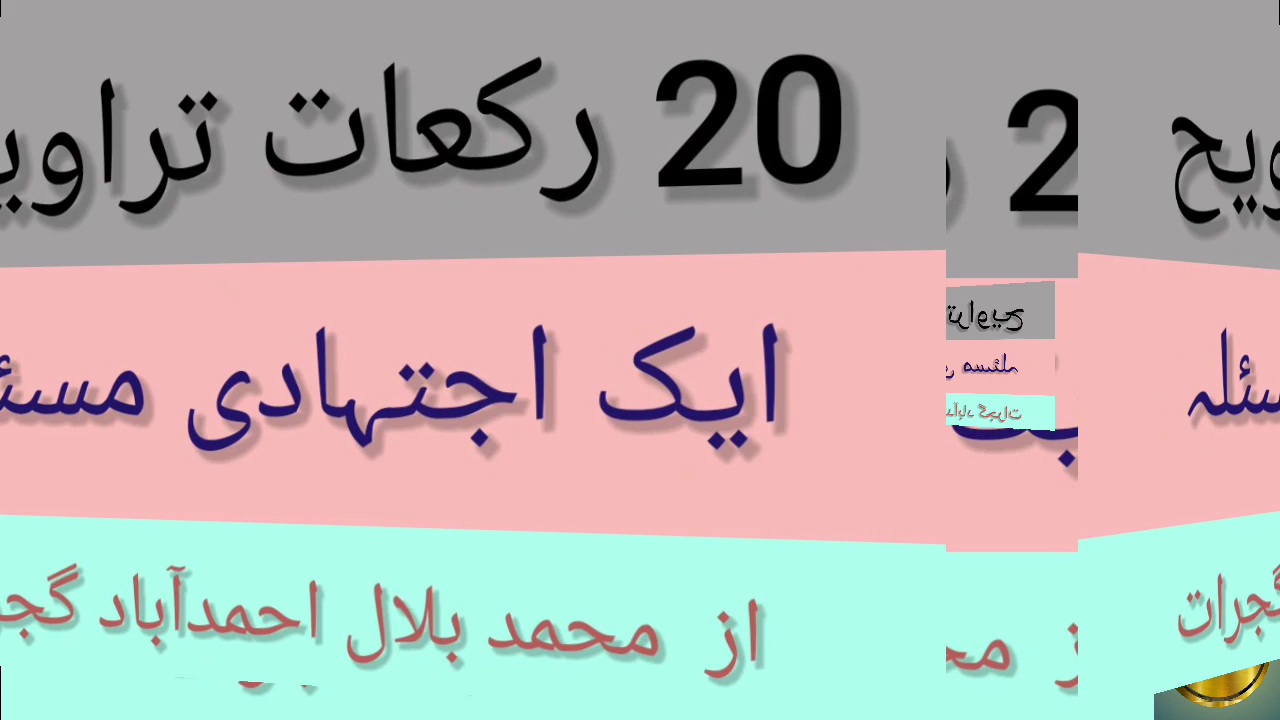 20 رکعات تراویح
ایک اجتہادی مسئلہ
از محمد بلال احمدآباد گجرات